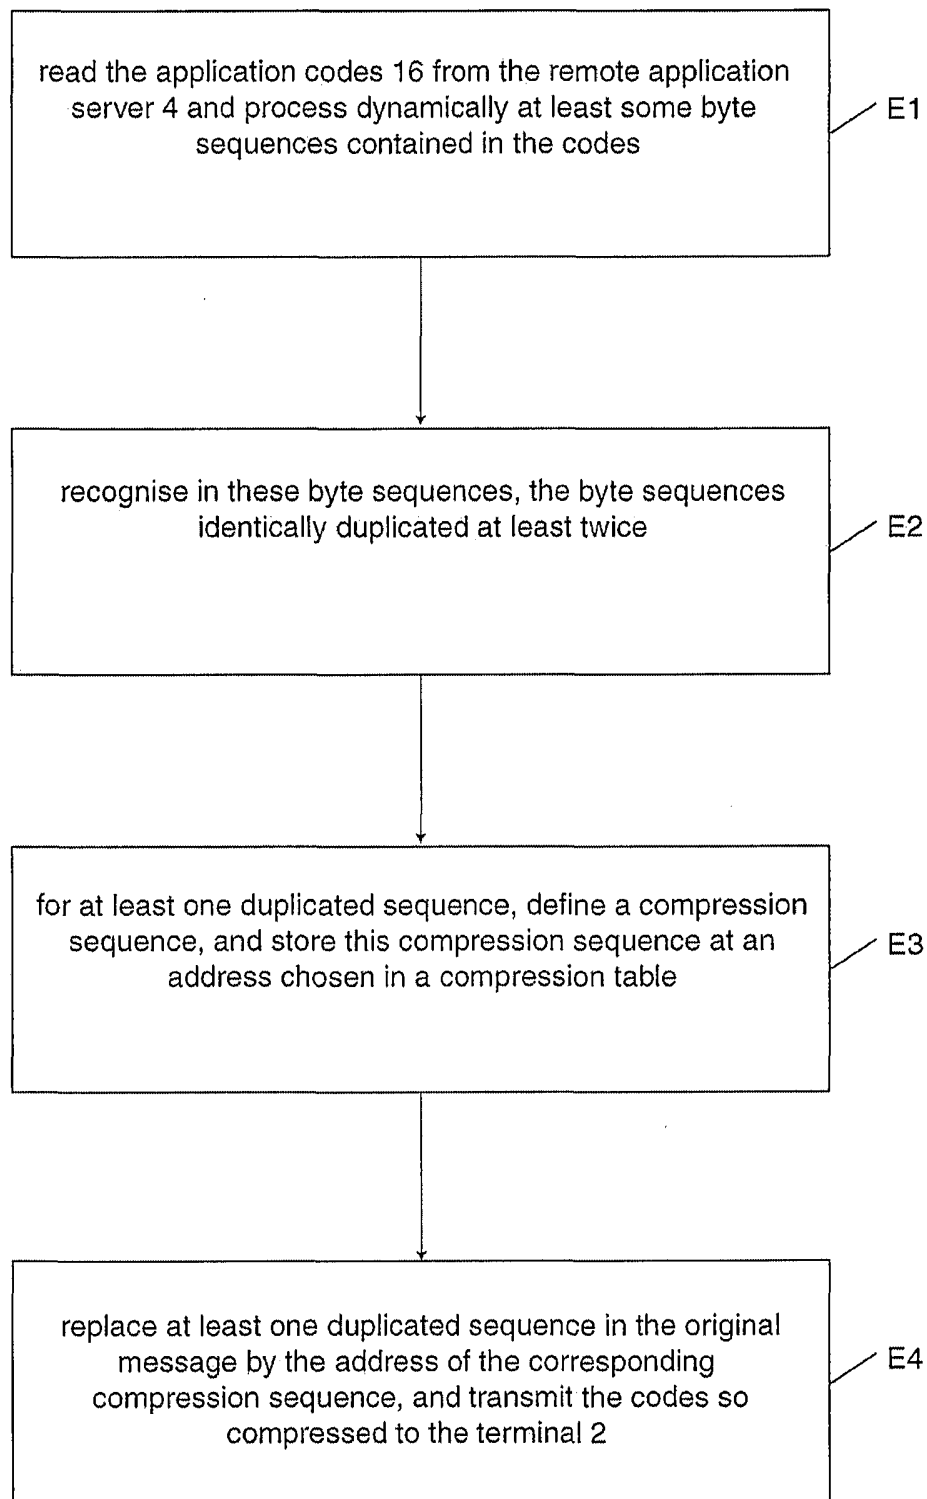 read the application codes 16 from the remote application
server 4 and process dynamically at least some byte
sequences contained in the codes
E1
recognise in these byte sequences, the byte sequences
identically duplicated at least twice
E2
for at least one duplicated sequence, define a compression
sequence, and store this compression sequence at an
address chosen in a compression table
E3
replace at least one duplicated sequence in the original
message by the address of the corresponding
compression sequence, and transmit the codes so
compressed to the terminal 2
E4